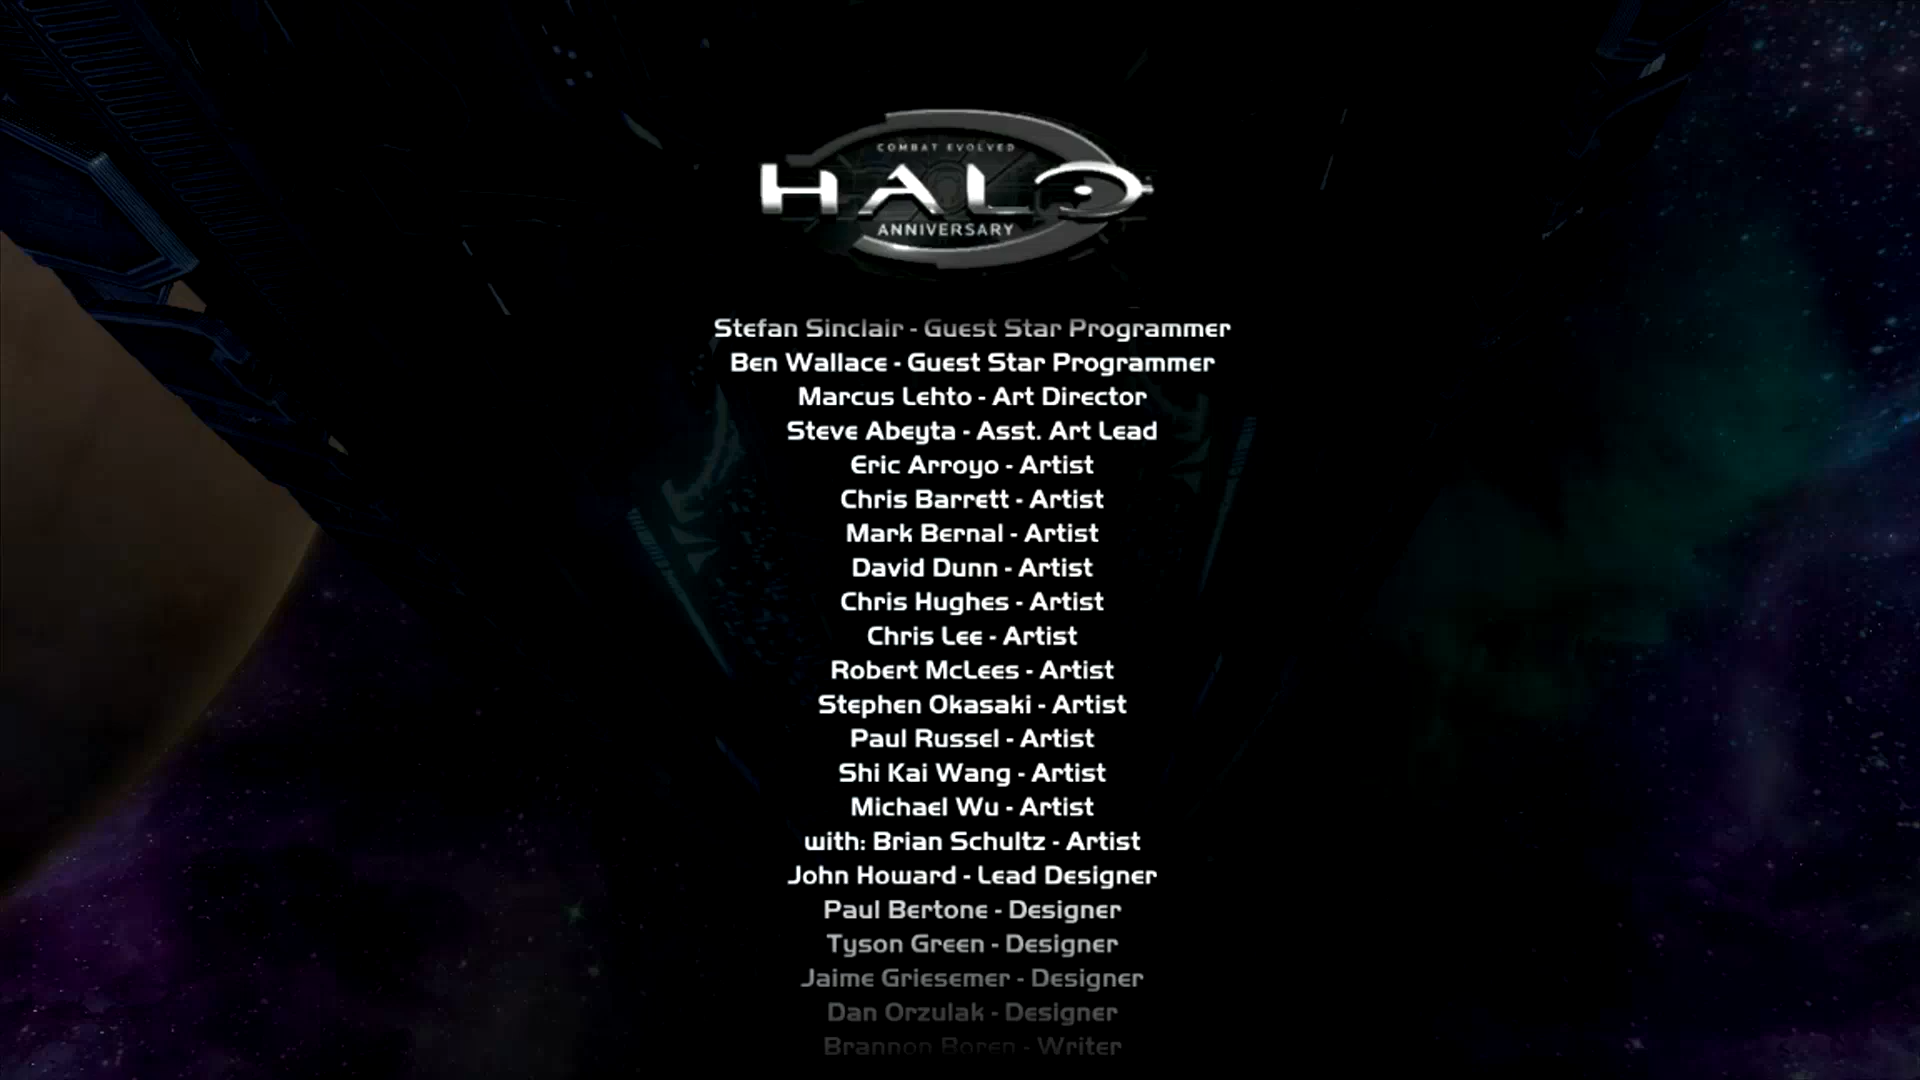 COMBAT EVOLVED
HALO
ANNIVERSARY
Stefan Sinclair - Guest Star Programmer
Ben Wallace - Guest Star Programmer
Marcus Lehto - Art Director
Steve Abeyta - Asst. Art Lead
Eric Arroyo - Artist
Chris Barrett - Artist
Mark Bernal - Artist
David Dunn - Artist
Chris Hughes - Artist
Chris Lee - Artist
Robert McLees - Artist
Stephen Okasaki - Artist
Paul Russel - Artist
Shi Kai Wang - Artist
Michael Wu - Artist
with: Brian Schultz - Artist
John Howard - Lead Designer
Paul Bertone - Designer
Tyson Green - Designer
Jaime Griesemer - Designer
Dan Orzulak - Designer
Brannon Boren - Writer